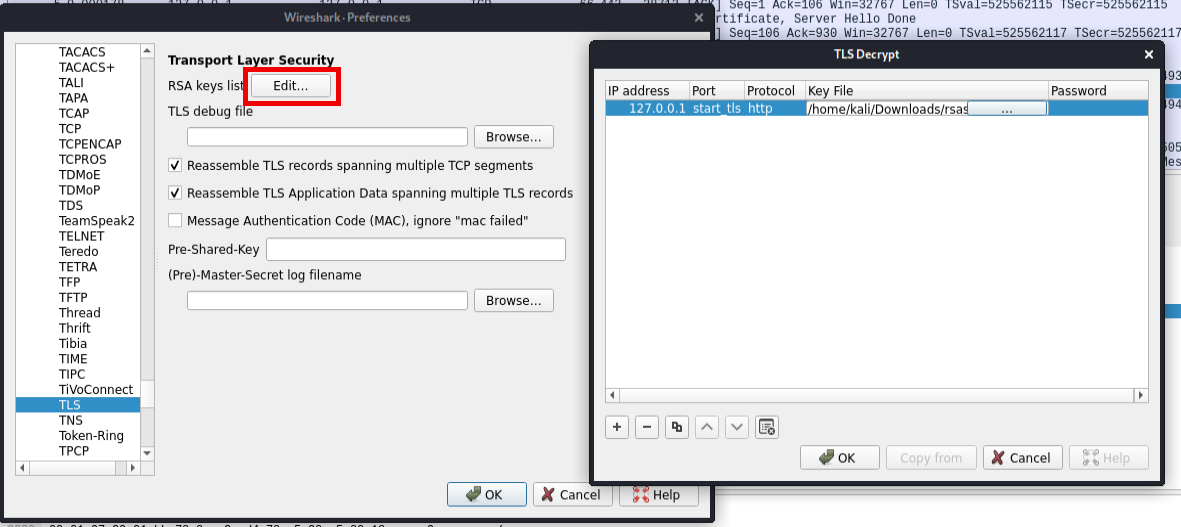 ] Seq=1 Ack=106 Win=32767 Len=0 TSval=525562115 TSecr=525562115
rtificate, Server Hello Done
] Seq=106 Ack=930 Win=32767 Len=0 TSval=525562117 TSecr=525562117
Wireshark · Preferences
TACACS
TACACS+
TALI
TAPA
TCAP
TCP
TCPENCAP
TCPROS
TDMoE
TDMoP
TDS
TeamSpeak2
TELNET
Teredo
TETRA
TFP
TFTP
Thread
Thrift
Tibia
TIME
TIPC
TiVoConnect
TLS
TNS
Token-Ring
TPCP
Transport Layer Security
RSA keys list
Edit...
TLS debug file
Browse...
Reassemble TLS records spanning multiple TCP segments
Reassemble TLS Application Data spanning multiple TLS records
Message Authentication Code (MAC), ignore "mac failed"
Pre-Shared-Key
(Pre)-Master-Secret log filename
Browse...
OK Cancel Help
TLS Decrypt
IP address Port Protocol Key File Password
127.0.0.1 start_tls http /home/kali/Downloads/rsas ...
OK Copy from Cancel Help